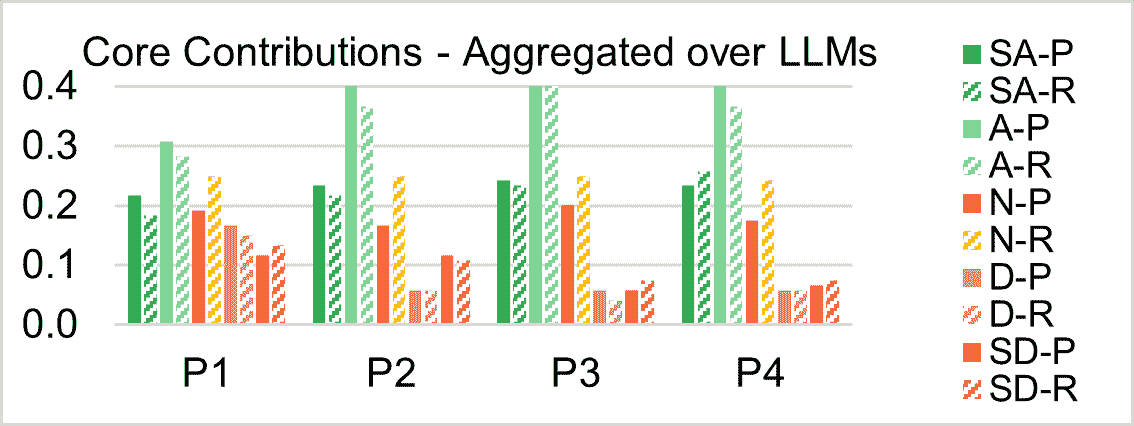 Core Contributions - Aggregated over LLMs
0.4
0.3
0.2
0.1
0.0
P1 P2 P3 P4
SA-P
SA-R
A-P
A-R
N-P
N-R
D-P
D-R
SD-P
SD-R